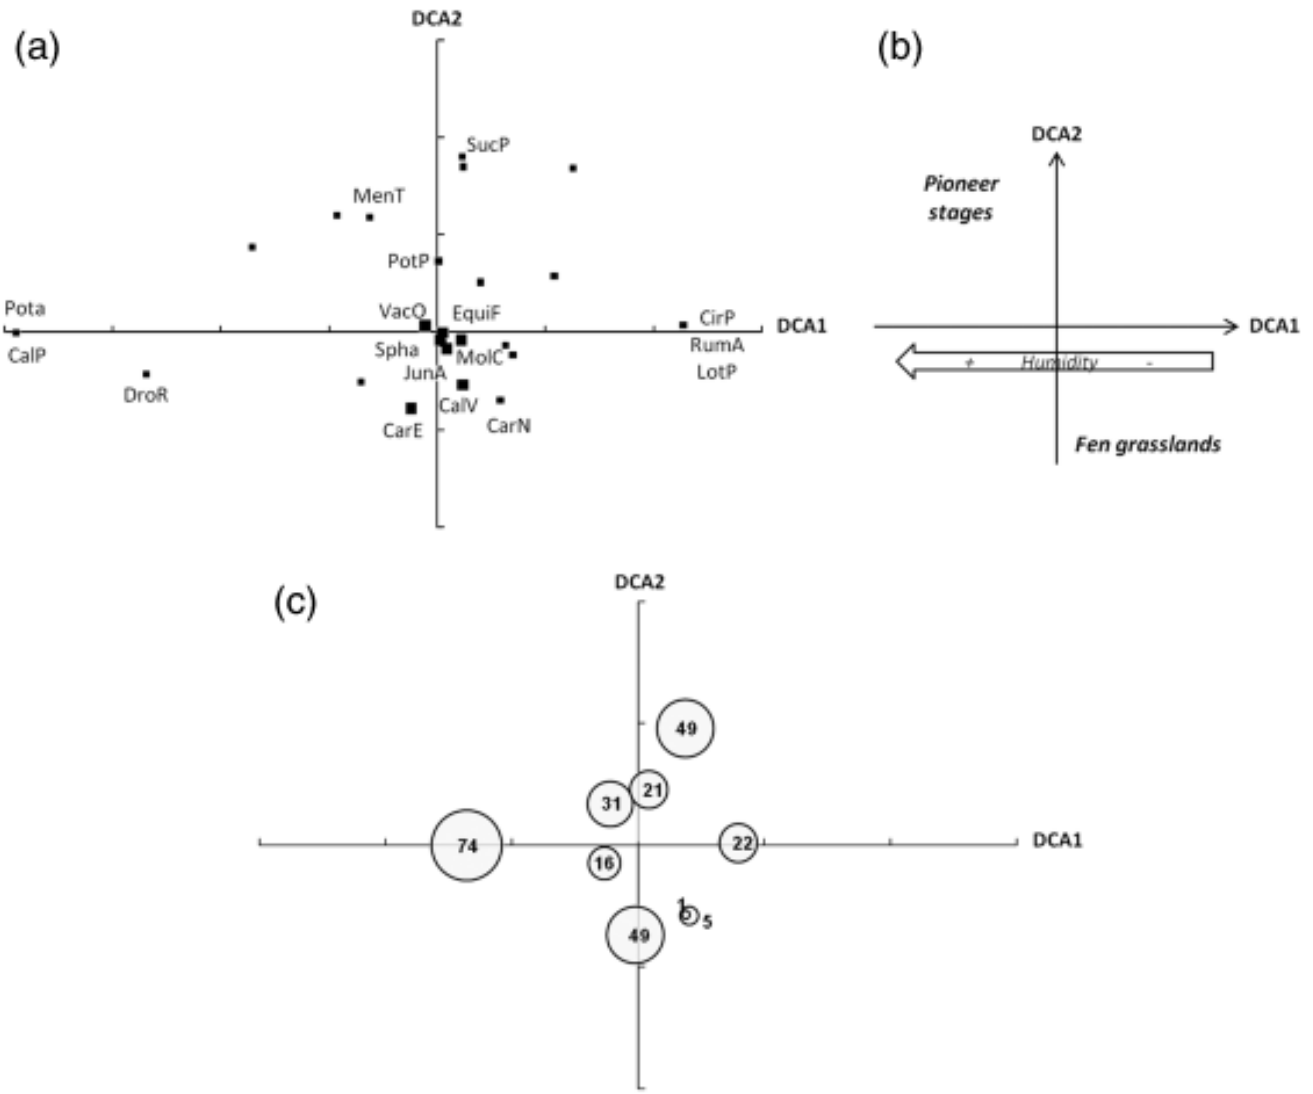 (a)
DCA2
SucP
MenT
PotP
Pota
VacO
EquiF
CirP
DCA1
CalP
Spha
MolC
RumA
JunA
LotP
DroR
CalV
CarE
CarN
(b)
DCA2
Pioneer
stages
DCA1
+ Humidity -
Fen grasslands
(c)
DCA2
49
21
31
74
22
DCA1
16
1
5
49